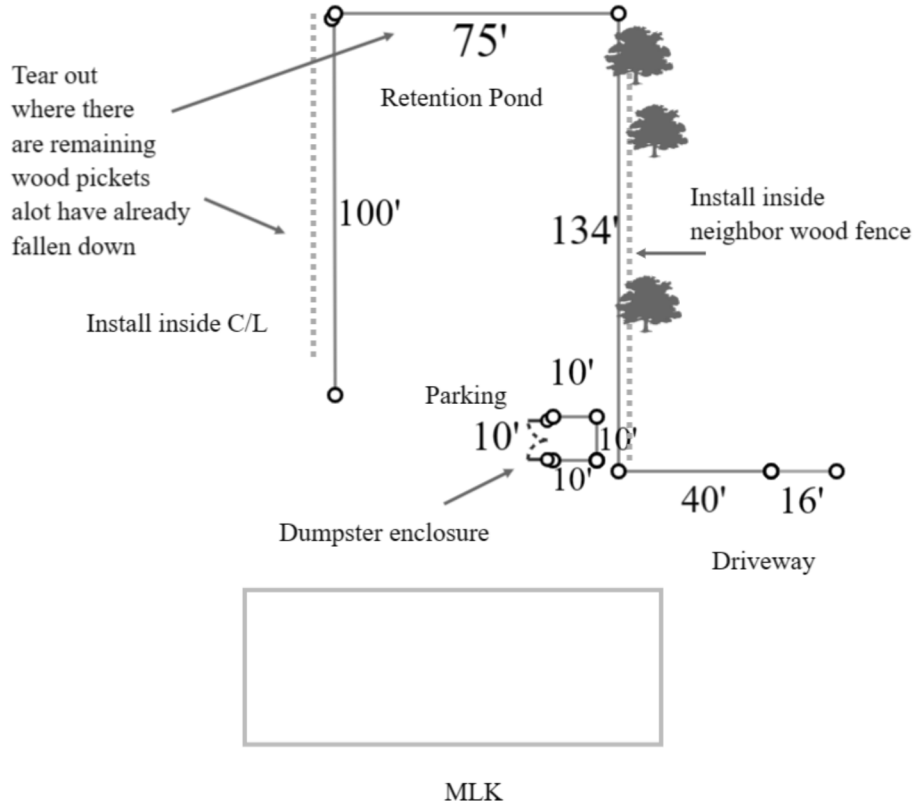 75'
Tear out
where there
are remaining
wood pickets
alot have already
fallen down
Retention Pond
100'
134'
Install inside
neighbor wood fence
Install inside C/L
10'
Parking
10'
10'
10'
40'
16'
Dumpster enclosure
Driveway
MLK